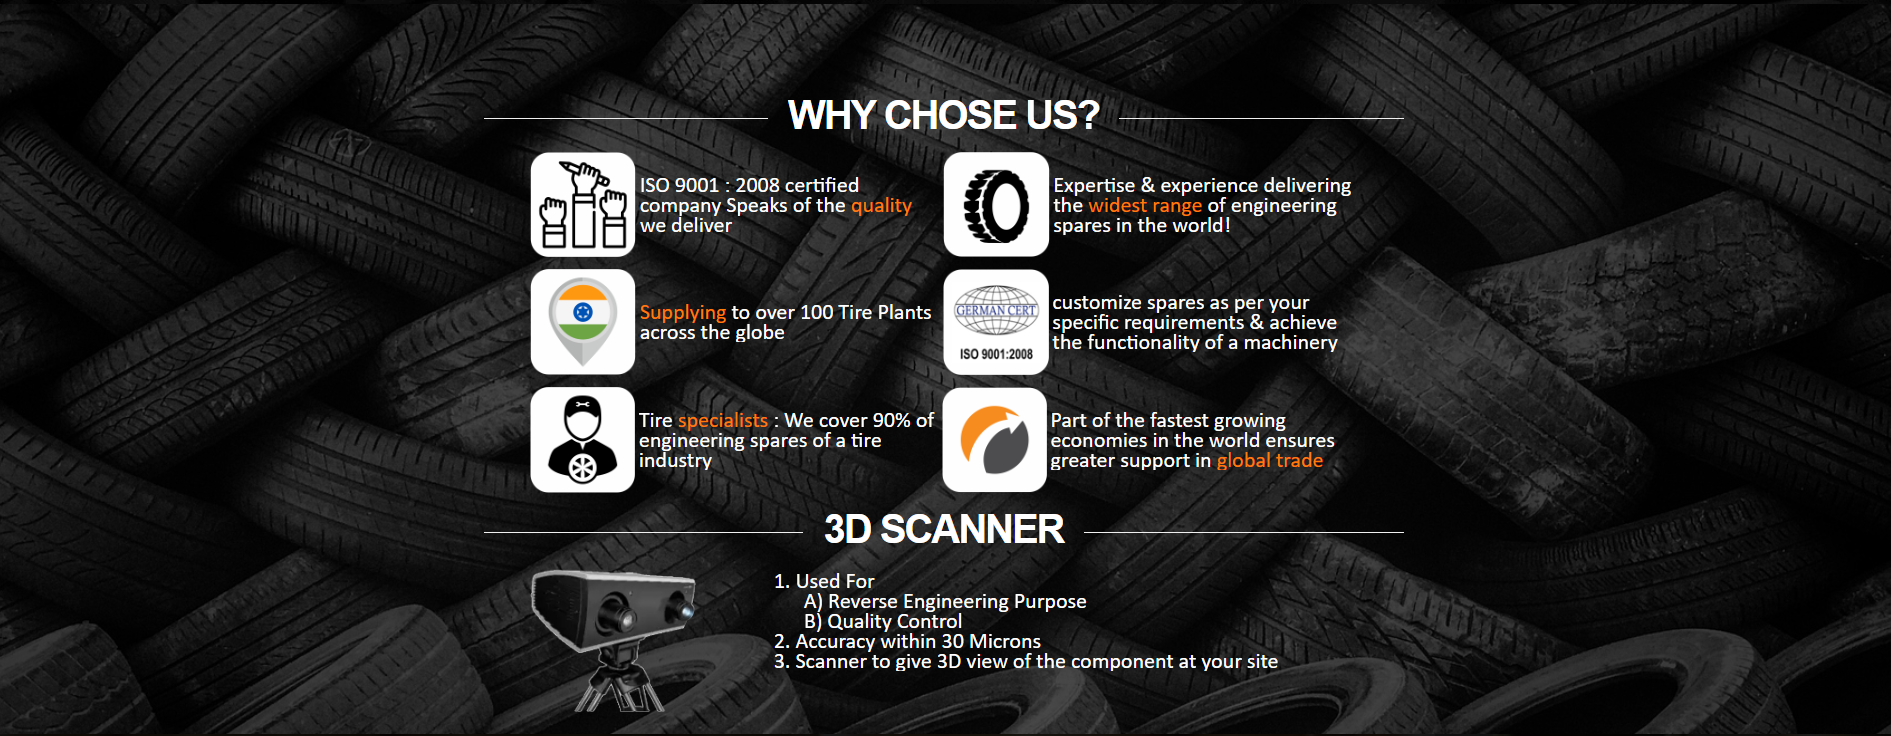 WHY CHOSE US?
ISO 9001 : 2008 certified
company Speaks of the quality
we deliver
Expertise & experience delivering
the widest range of engineering
spares in the world!
Supplying to over 100 Tire Plants
across the globe
GERMAN CERT
ISO 9001:2008
customize spares as per your
specific requirements & achieve
the functionality of a machinery
Tire specialists : We cover 90% of
engineering spares of a tire
industry
Part of the fastest growing
economies in the world ensures
greater support in global trade
3D SCANNER
1. Used For
A) Reverse Engineering Purpose
B) Quality Control
2. Accuracy within 30 Microns
3. Scanner to give 3D view of the component at your site